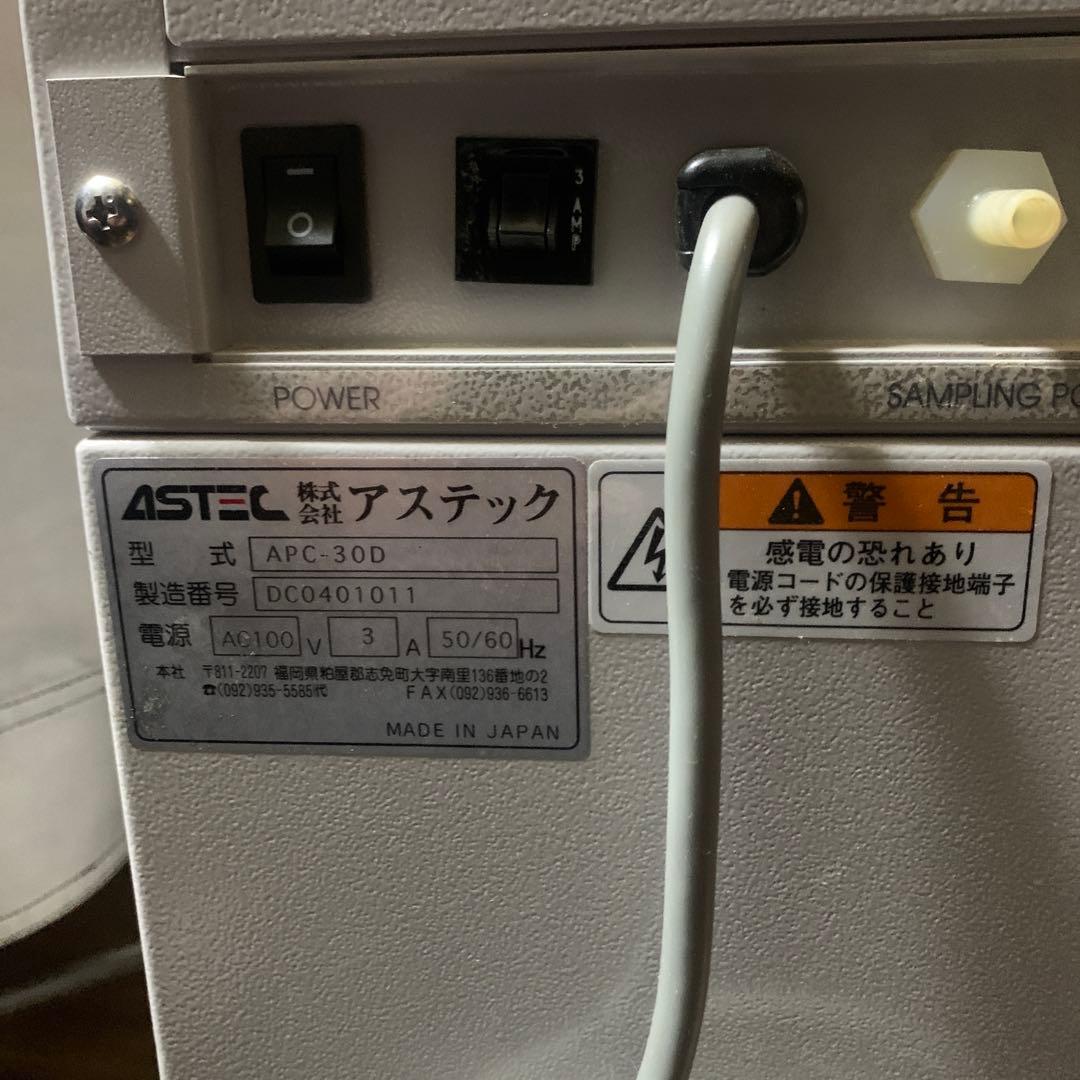 3 AMP
POWER
SAMPLING PO
ASTEC 株式会社 アステック
型 式 APC-30D
製造番号 DC0401011
電源 AC100 V 3 A 50/60 Hz
本社 〒811-2207 福岡県粕屋郡志免町大字南里136番地の2
☎(092)935-5585代 FAX(092)936-6613
MADE IN JAPAN
警 告
感電の恐れあり
電源コードの保護接地端子
を必ず接地すること